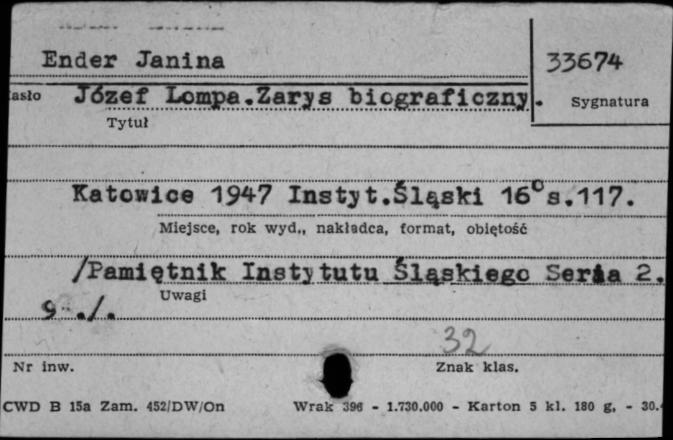 Ender Janina
33674
asło
Józef Lompa.Zarys biograficzny.
Sygnatura
Tytuł
Katowice 1947 Instyt.Śląski 16° s.117.
Miejsce, rok wyd., nakładca, format, objętość
/Pamiętnik Instytutu Śląskiego Seria 2.
Uwagi
9 ./.
32
Nr inw.
Znak klas.
CWD B 15a Zam. 452/DW/On
Wrak 396 - 1.730.000 - Karton 5 kl. 180 g, - 30.